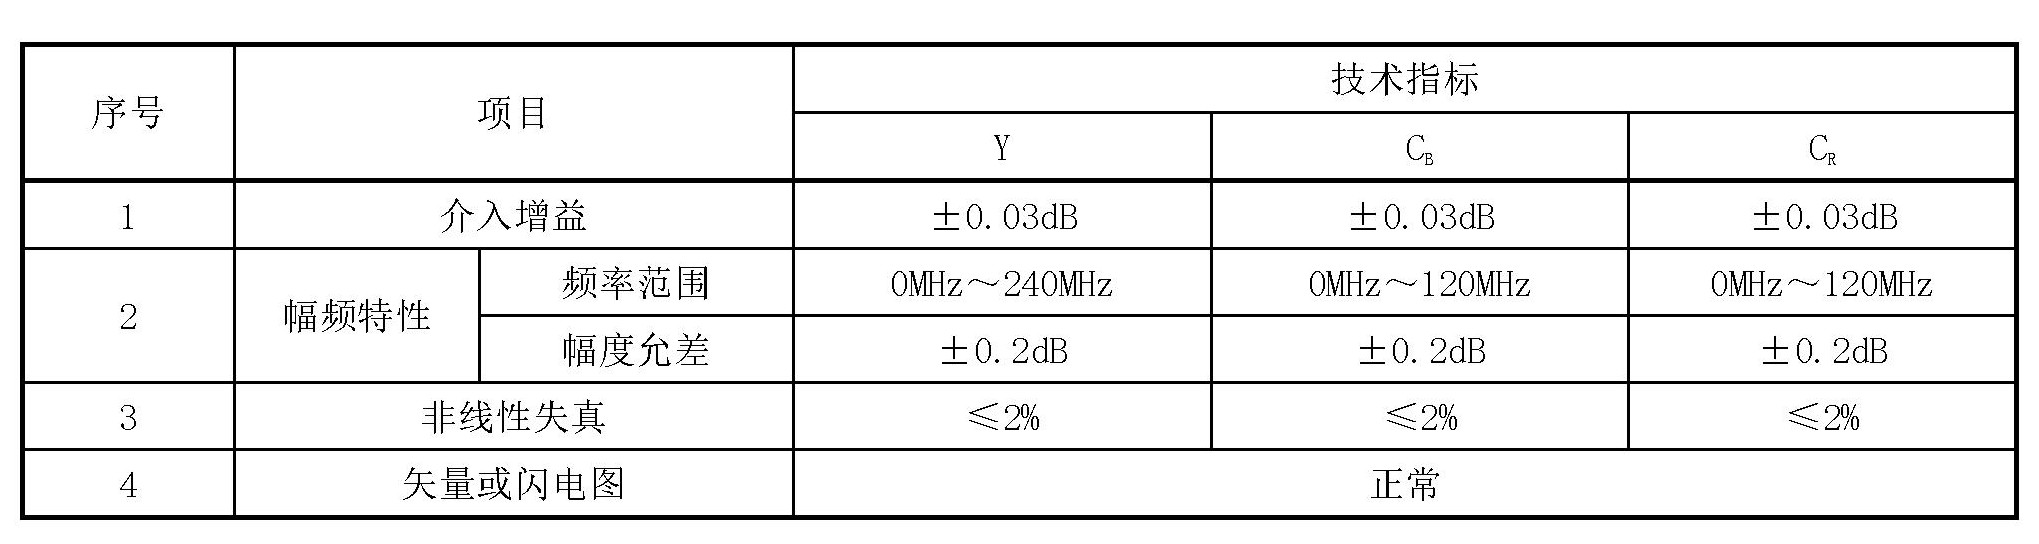 序号 项目 技术指标
Y C_B C_R
1 介入增益 ±0.03dB ±0.03dB ±0.03dB
2 幅频特性 频率范围 0MHz～240MHz 0MHz～120MHz 0MHz～120MHz
幅度允差 ±0.2dB ±0.2dB ±0.2dB
3 非线性失真 ≤2% ≤2% ≤2%
4 矢量或闪电图 正常